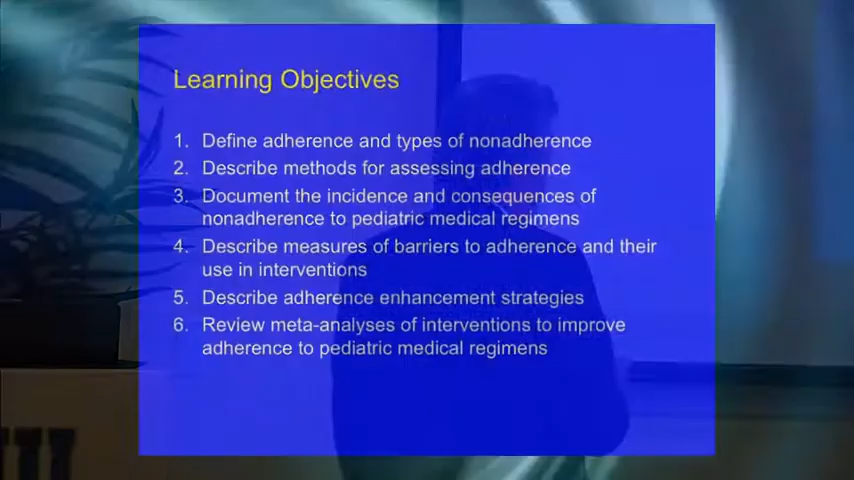 Learning Objectives
1. Define adherence and types of nonadherence
2. Describe methods for assessing adherence
3. Document the incidence and consequences of
nonadherence to pediatric medical regimens
4. Describe measures of barriers to adherence and their
use in interventions
5. Describe adherence enhancement strategies
6. Review meta-analyses of interventions to improve
adherence to pediatric medical regimens